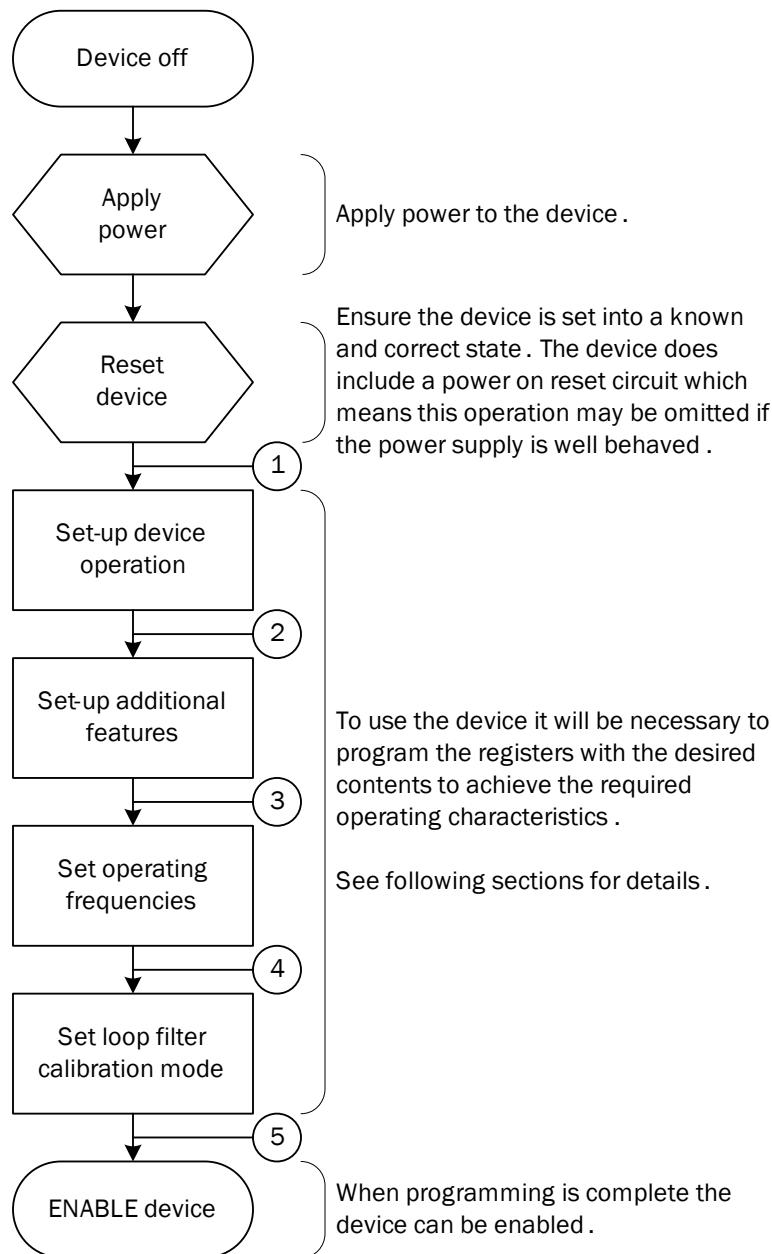 Device off
Apply
power
Apply power to the device .
Reset
device
Ensure the device is set into a known
and correct state . The device does
include a power on reset circuit which
means this operation may be omitted if
the power supply is well behaved .
1
Set-up device
operation
2
Set-up additional
features
3
To use the device it will be necessary to
program the registers with the desired
contents to achieve the required
operating characteristics .
See following sections for details .
Set operating
frequencies
4
Set loop filter
calibration mode
5
ENABLE device
When programming is complete the
device can be enabled .